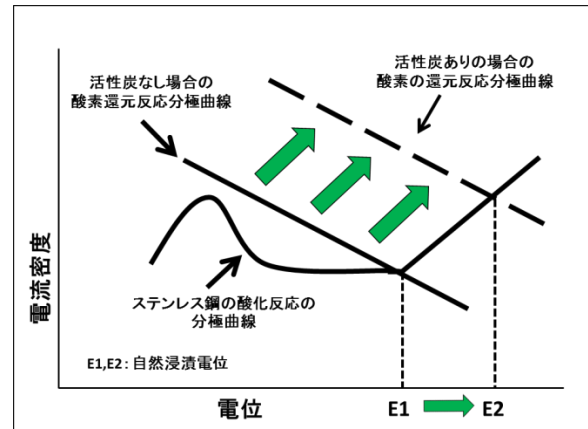 活性炭なし場合の
酸素還元反応分極曲線
活性炭ありの場合の
酸素の還元反応分極曲線
電流密度
ステンレス鋼の酸化反応の
分極曲線
E1,E2: 自然浸漬電位
電位
E1
E2